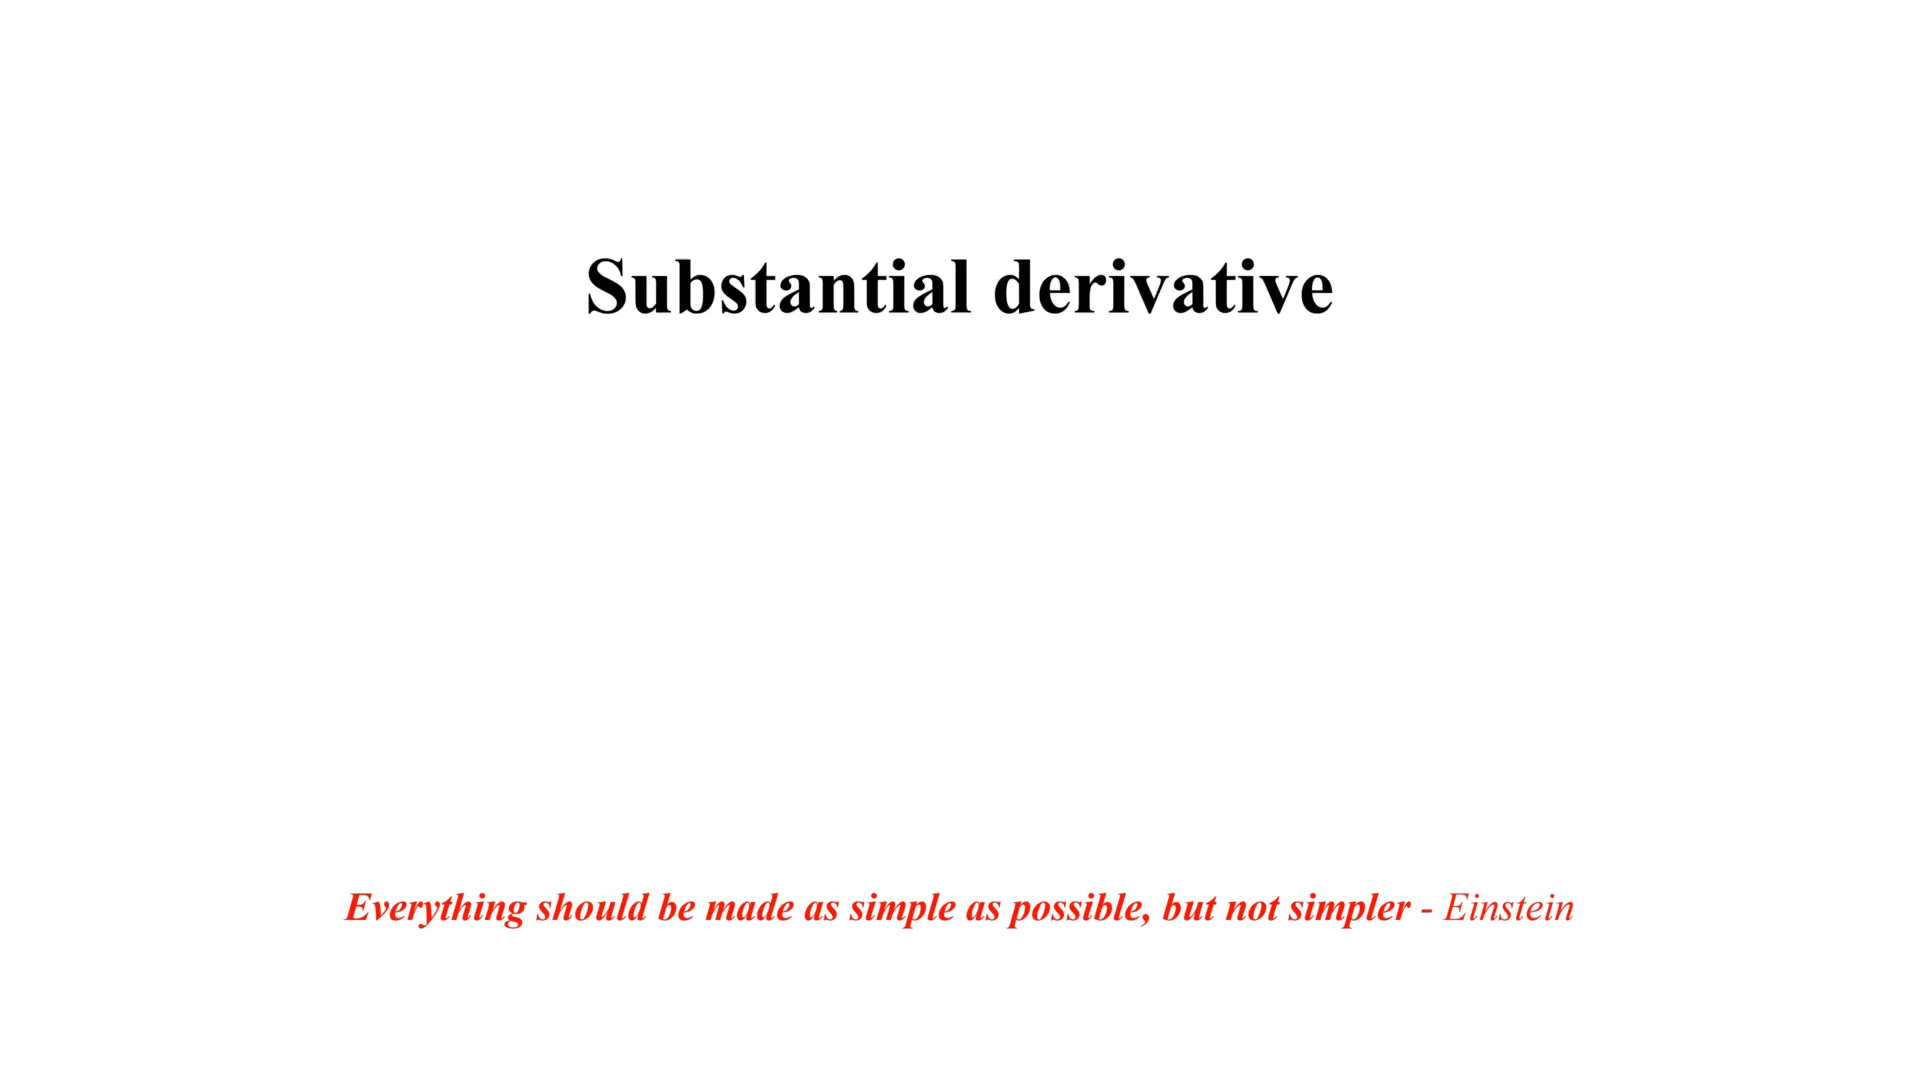 Substantial derivative
Everything should be made as simple as possible, but not simpler - Einstein